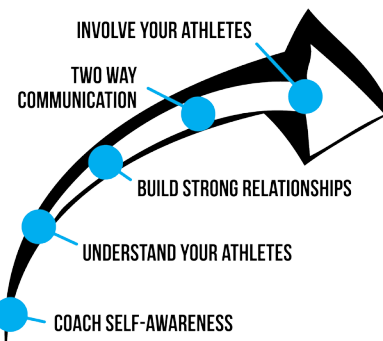 INVOLVE YOUR ATHLETES
TWO WAY
COMMUNICATION
BUILD STRONG RELATIONSHIPS
UNDERSTAND YOUR ATHLETES
COACH SELF-AWARENESS